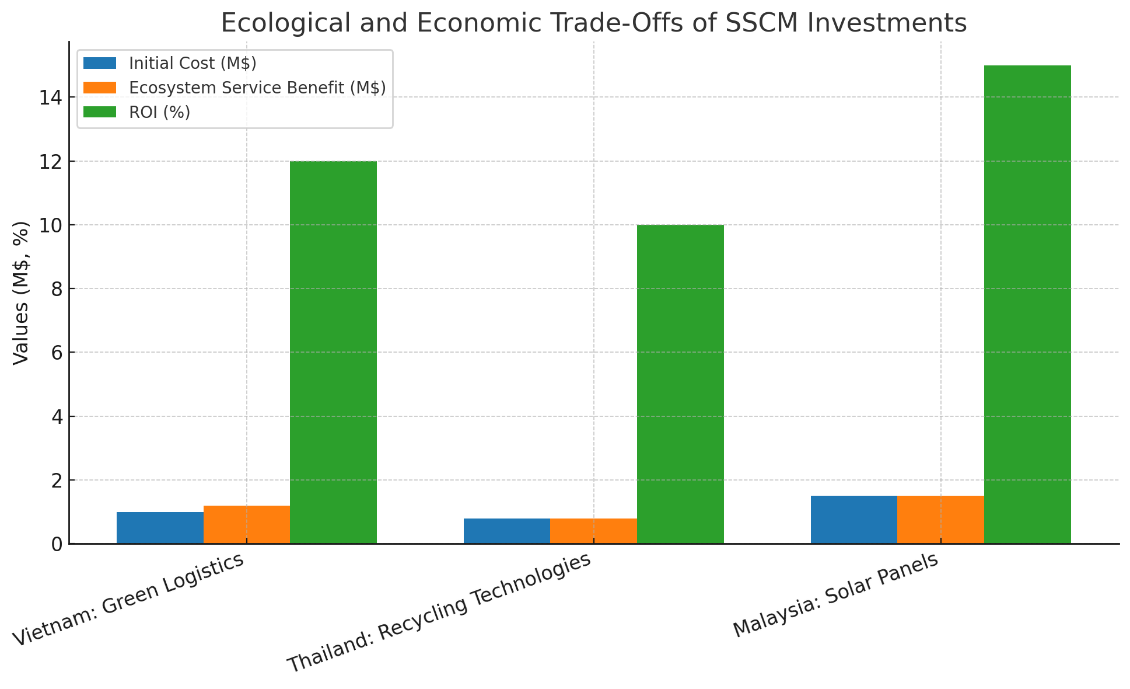 Ecological and Economic Trade-Offs of SSCM Investments
Initial Cost (M$)
Ecosystem Service Benefit (M$)
ROI (%)
Values (M$, %)
14
12
10
8
6
4
2
0
Vietnam: Green Logistics
Thailand: Recycling Technologies
Malaysia: Solar Panels